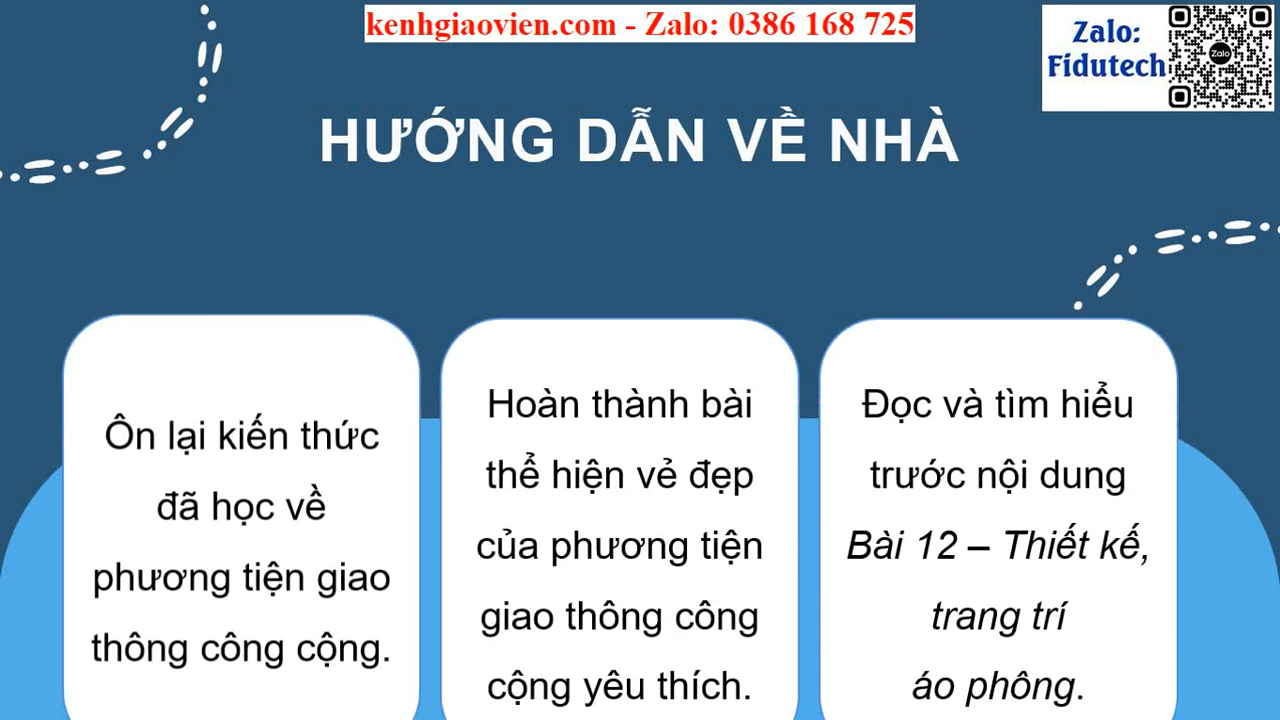 kenhgiaovien.com - Zalo: 0386 168 725
Zalo:
Fidutech
Zalo
HƯỚNG DẪN VỀ NHÀ
Ôn lại kiến thức
đã học về
phương tiện giao
thông công cộng.
Hoàn thành bài
thể hiện vẻ đẹp
của phương tiện
giao thông công
cộng yêu thích.
Đọc và tìm hiểu
trước nội dung
Bài 12 – Thiết kế,
trang trí
áo phông.